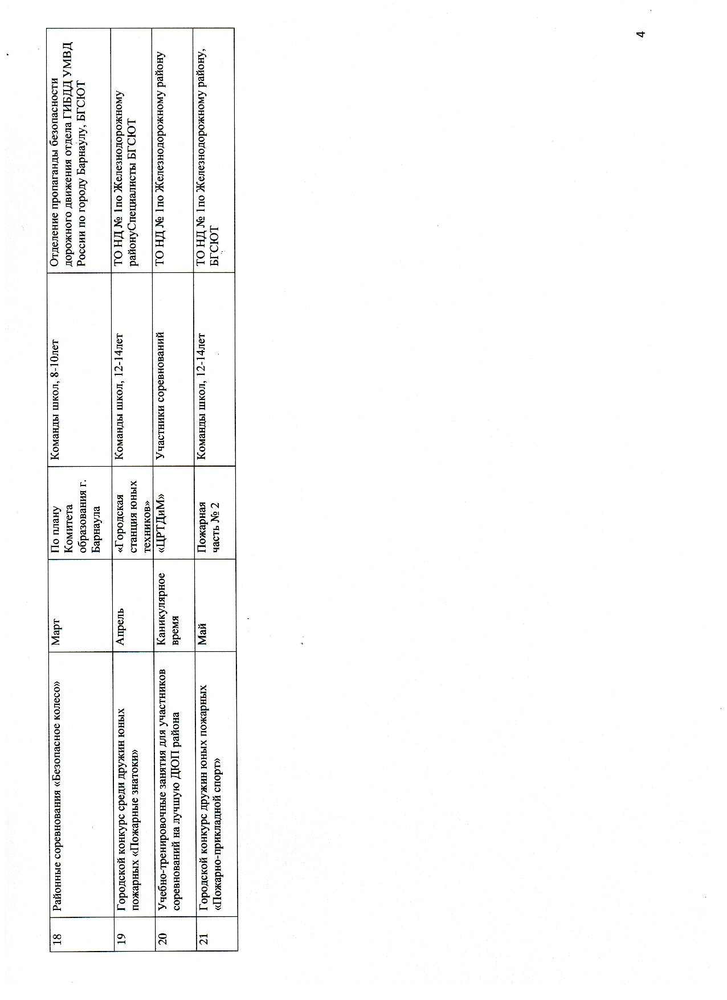 18
Районные соревнования «Безопасное колесо»
Март
По плану
Комитета
образования г.
Барнаула
Команды школ, 8-10лет
Отделение пропаганды безопасности
дорожного движения отдела ГИБДД УМВД
России по городу Барнаулу, БГСЮТ
19
Городской конкурс среди дружин юных
пожарных «Пожарные знатоки»
Апрель
«Городская
станция юных
техников»
Команды школ, 12-14лет
ТО НД № 1по Железнодорожному
районуСпециалисты БГСЮТ
20
Учебно-тренировочные занятия для участников
соревнований на лучшую ДЮП района
Каникулярное
время
«ЦРТДиМ»
Участники соревнований
ТО НД № 1по Железнодорожному району
21
Городской конкурс дружин юных пожарных
«Пожарно-прикладной спорт»
Май
Пожарная
часть № 2
Команды школ, 12-14лет
ТО НД № 1по Железнодорожному району,
БГСЮТ
4